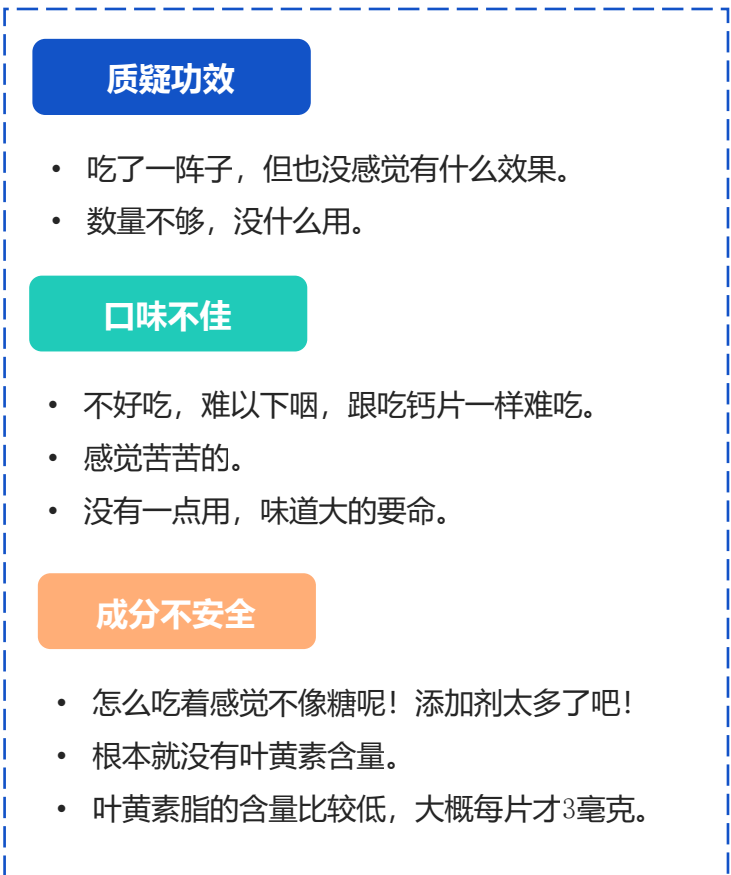 质疑功效
• 吃了一阵子，但也没感觉有什么效果。
• 数量不够，没什么用。
口味不佳
• 不好吃，难以下咽，跟吃钙片一样难吃。
• 感觉苦苦的。
• 没有一点用，味道大的要命。
成分不安全
• 怎么吃着感觉不像糖呢！添加剂太多了吧！
• 根本就没有叶黄素含量。
• 叶黄素脂的含量比较低，大概每片才3毫克。